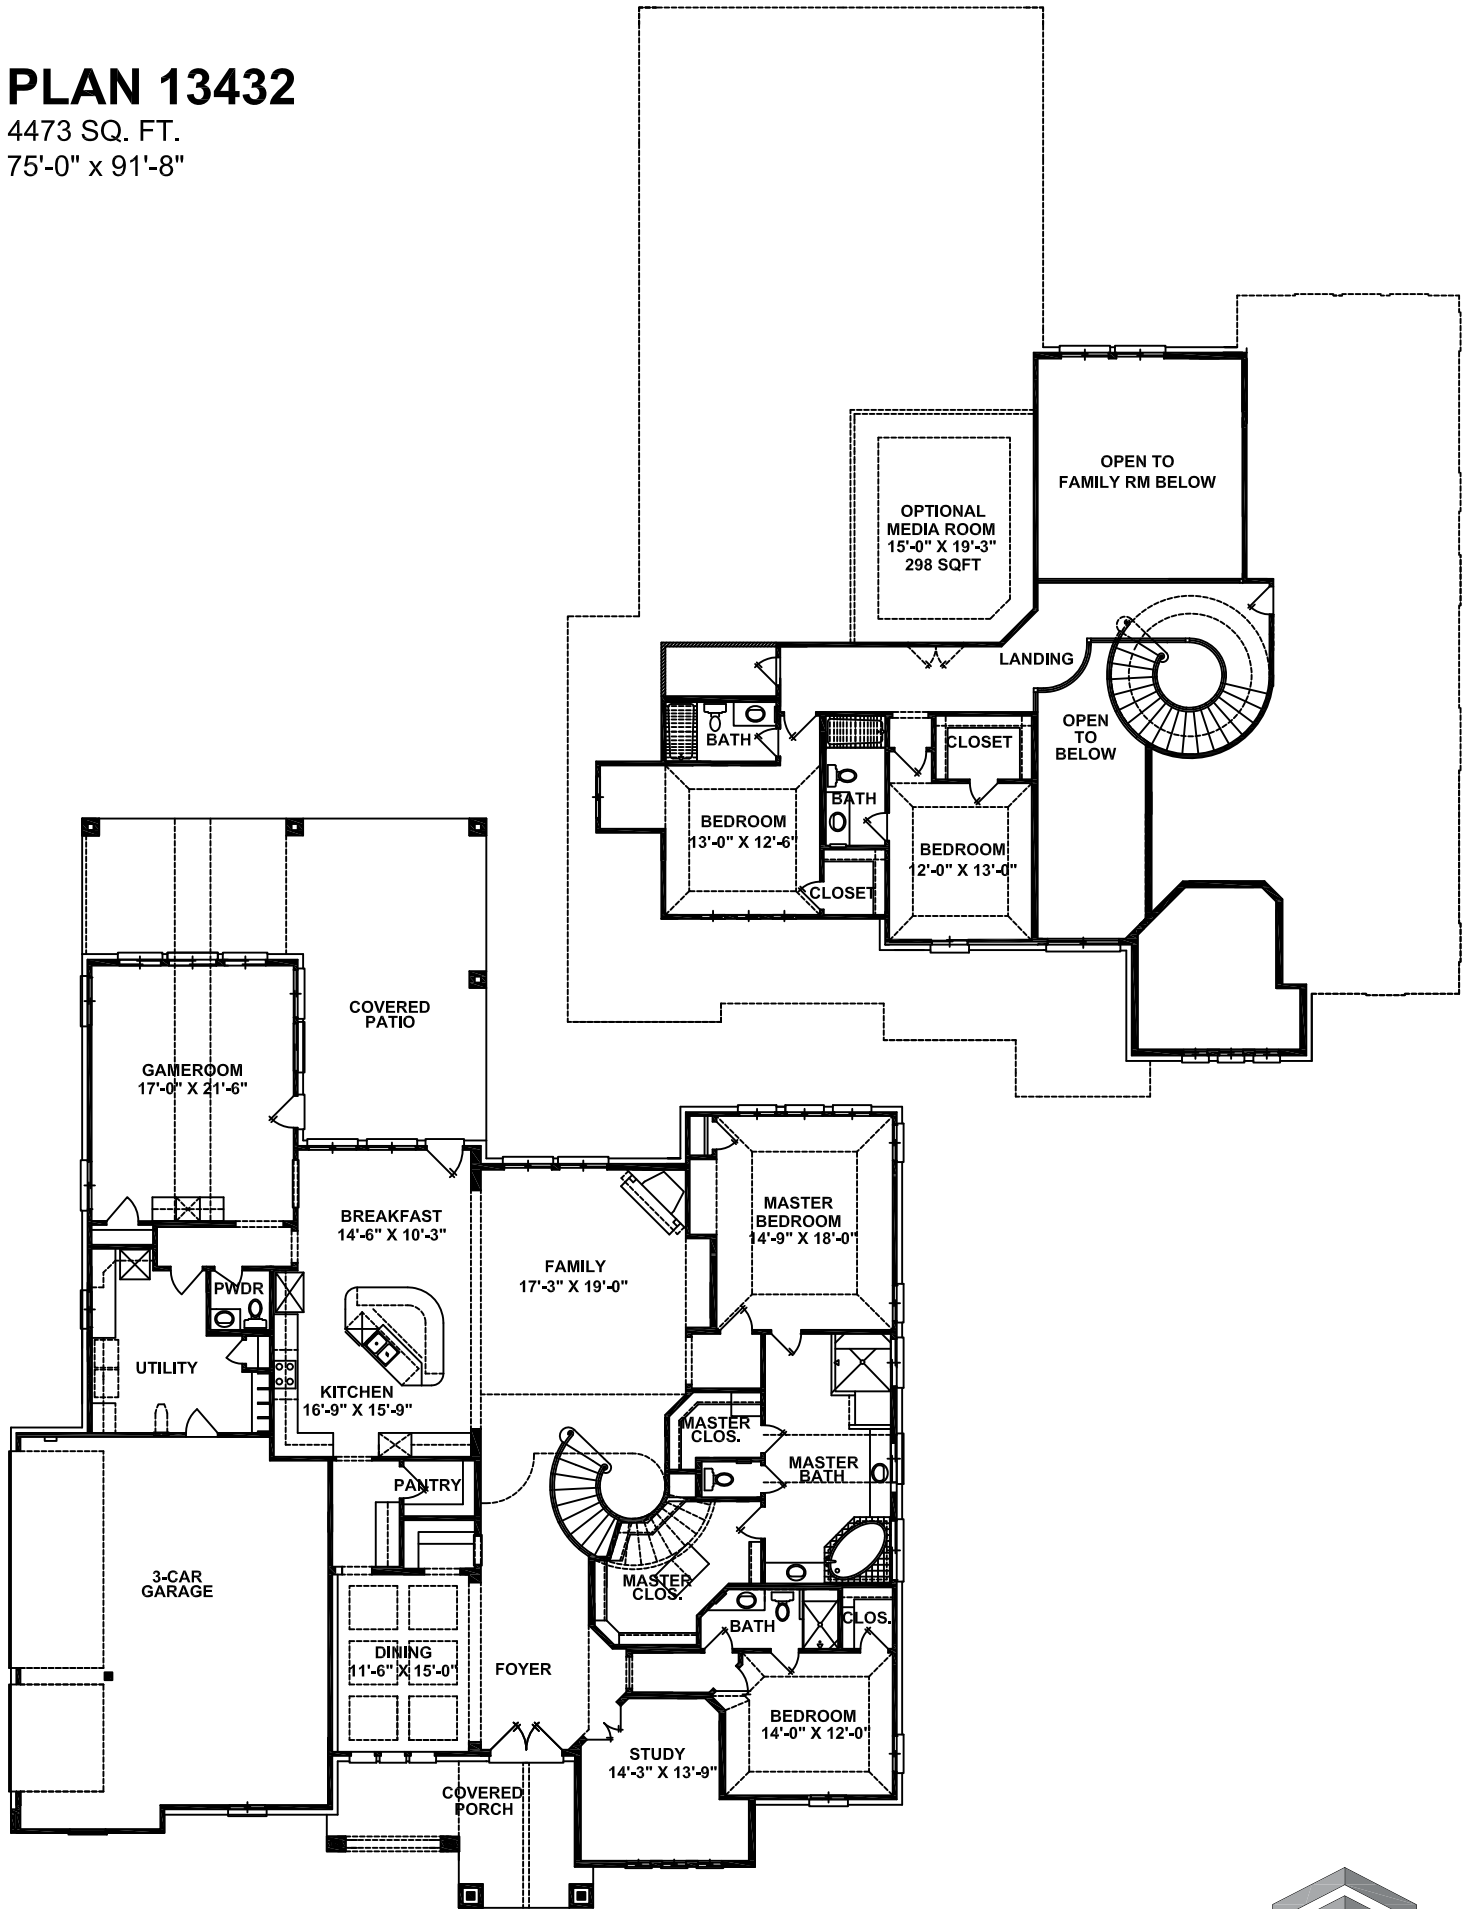 PLAN 13432
4473 SQ. FT.
75'-0" x 91'-8"
OPEN TO
FAMILY RM BELOW
OPTIONAL
MEDIA ROOM
15'-0" X 19'-3"
298 SQFT
LANDING
OPEN
TO
BELOW
BATH
CLOSET
BATH
BEDROOM
13'-0" X 12'-6"
BEDROOM
12'-0" X 13'-0"
CLOSET
COVERED
PATIO
GAMEROOM
17'-0" X 21'-6"
BREAKFAST
14'-6" X 10'-3"
MASTER
BEDROOM
14'-9" X 18'-0"
FAMILY
17'-3" X 19'-0"
PWDR
UTILITY
KITCHEN
16'-9" X 15'-9"
MASTER
CLOS.
MASTER
BATH
PANTRY
3-CAR
GARAGE
MASTER
CLOS.
BATH
CLOS.
DINING
11'-6" X 15'-0"
FOYER
BEDROOM
14'-0" X 12'-0"
STUDY
14'-3" X 13'-9"
COVERED
PORCH